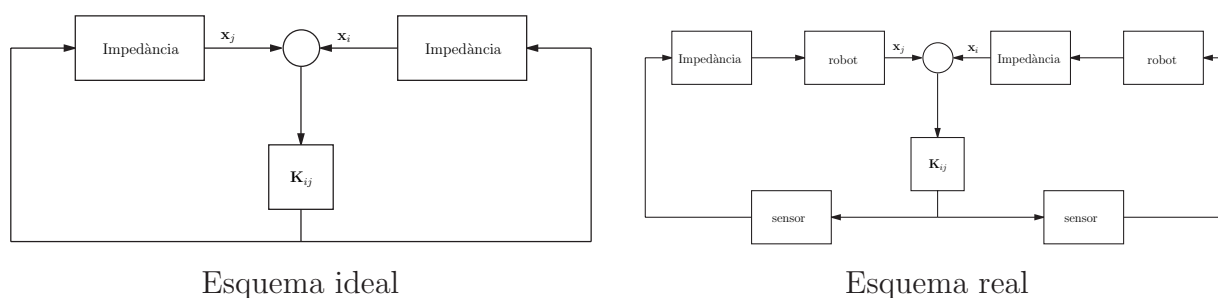 Impedància
x_j
x_i
Impedància
K_ij
Esquema ideal
Impedància
robot
x_j
x_i
Impedància
robot
K_ij
sensor
sensor
Esquema real